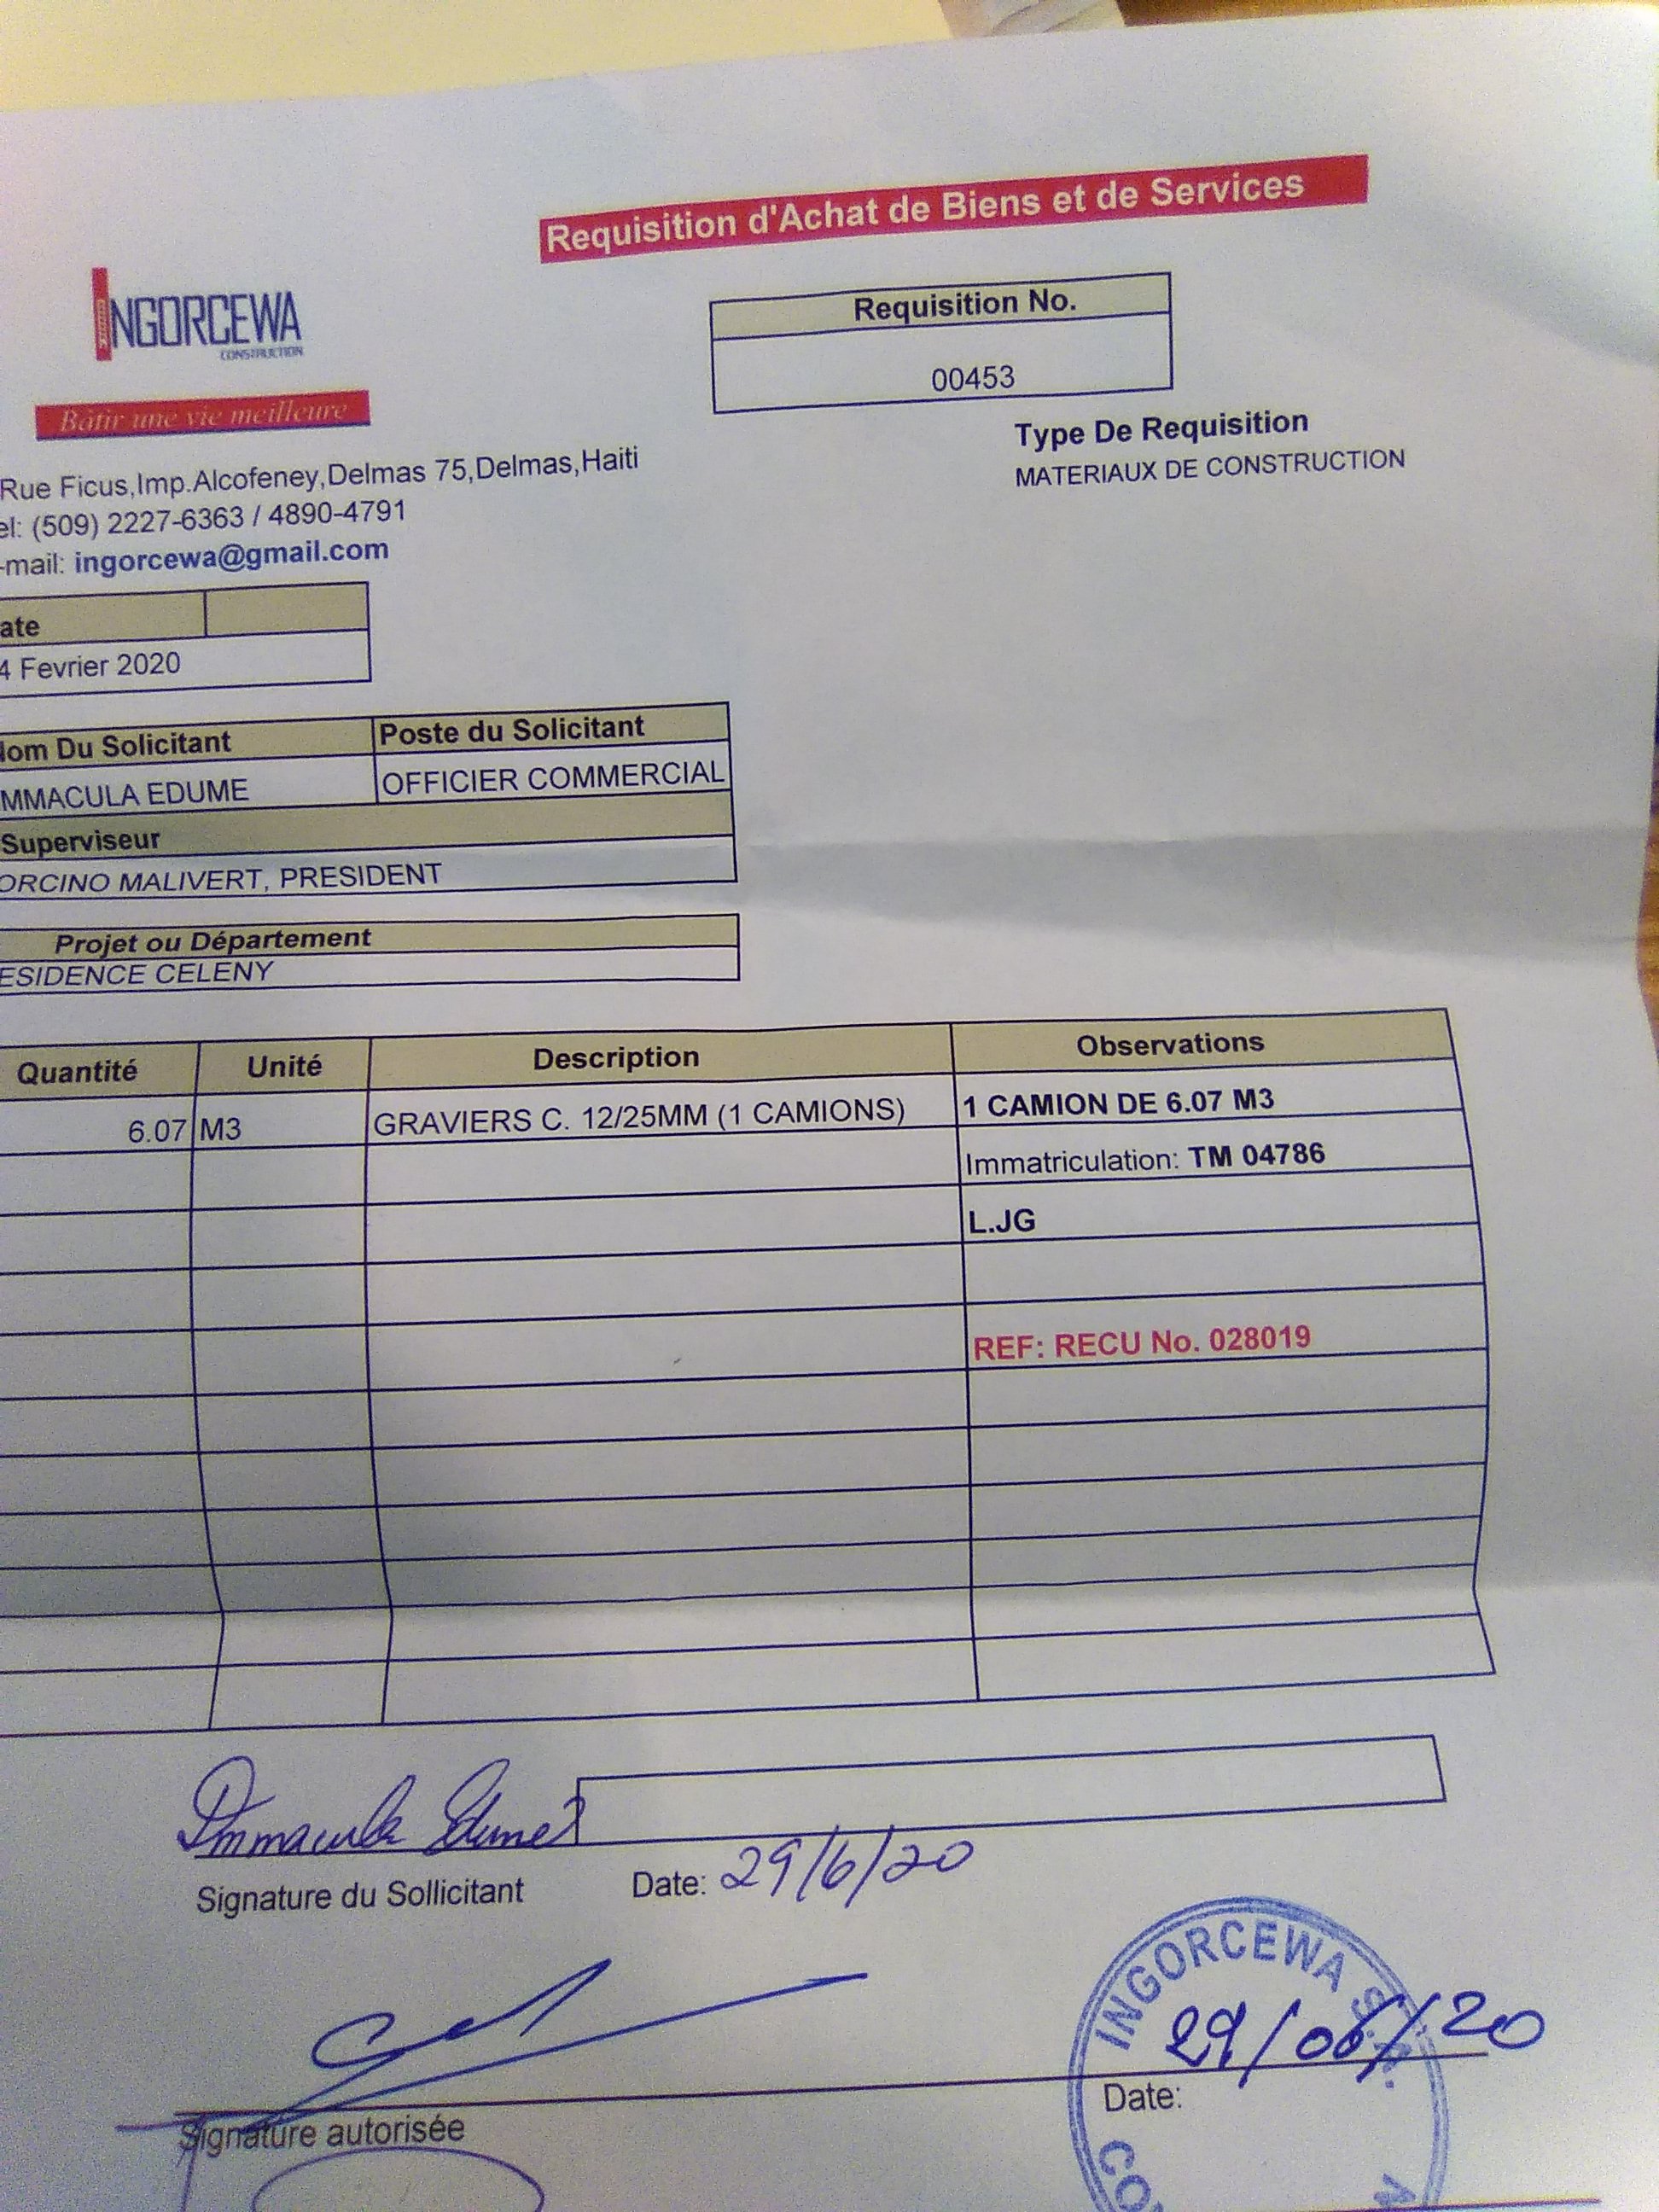 Requisition d'Achat de Biens et de Services
INGORCEWA
CONSTRUCTION
Bâtir une vie meilleure
Requisition No.
00453
Type De Requisition
MATERIAUX DE CONSTRUCTION
Rue Ficus,Imp.Alcofeney,Delmas 75,Delmas,Haiti
el: (509) 2227-6363 / 4890-4791
-mail: ingorcewa@gmail.com
ate
4 Fevrier 2020
Nom Du Solicitant Poste du Solicitant
MMACULA EDUME OFFICIER COMMERCIAL
Superviseur
ORCINO MALIVERT, PRESIDENT
Projet ou Département
ESIDENCE CELENY
Quantité Unité Description Observations
6.07 M3 GRAVIERS C. 12/25MM (1 CAMIONS) 1 CAMION DE 6.07 M3
Immatriculation: TM 04786
L.JG
REF: RECU No. 028019
Immacula Edume
Signature du Sollicitant Date: 29/6/20
INGORCEWA S.A.
29/06/20
Signature autorisée Date:
CO N